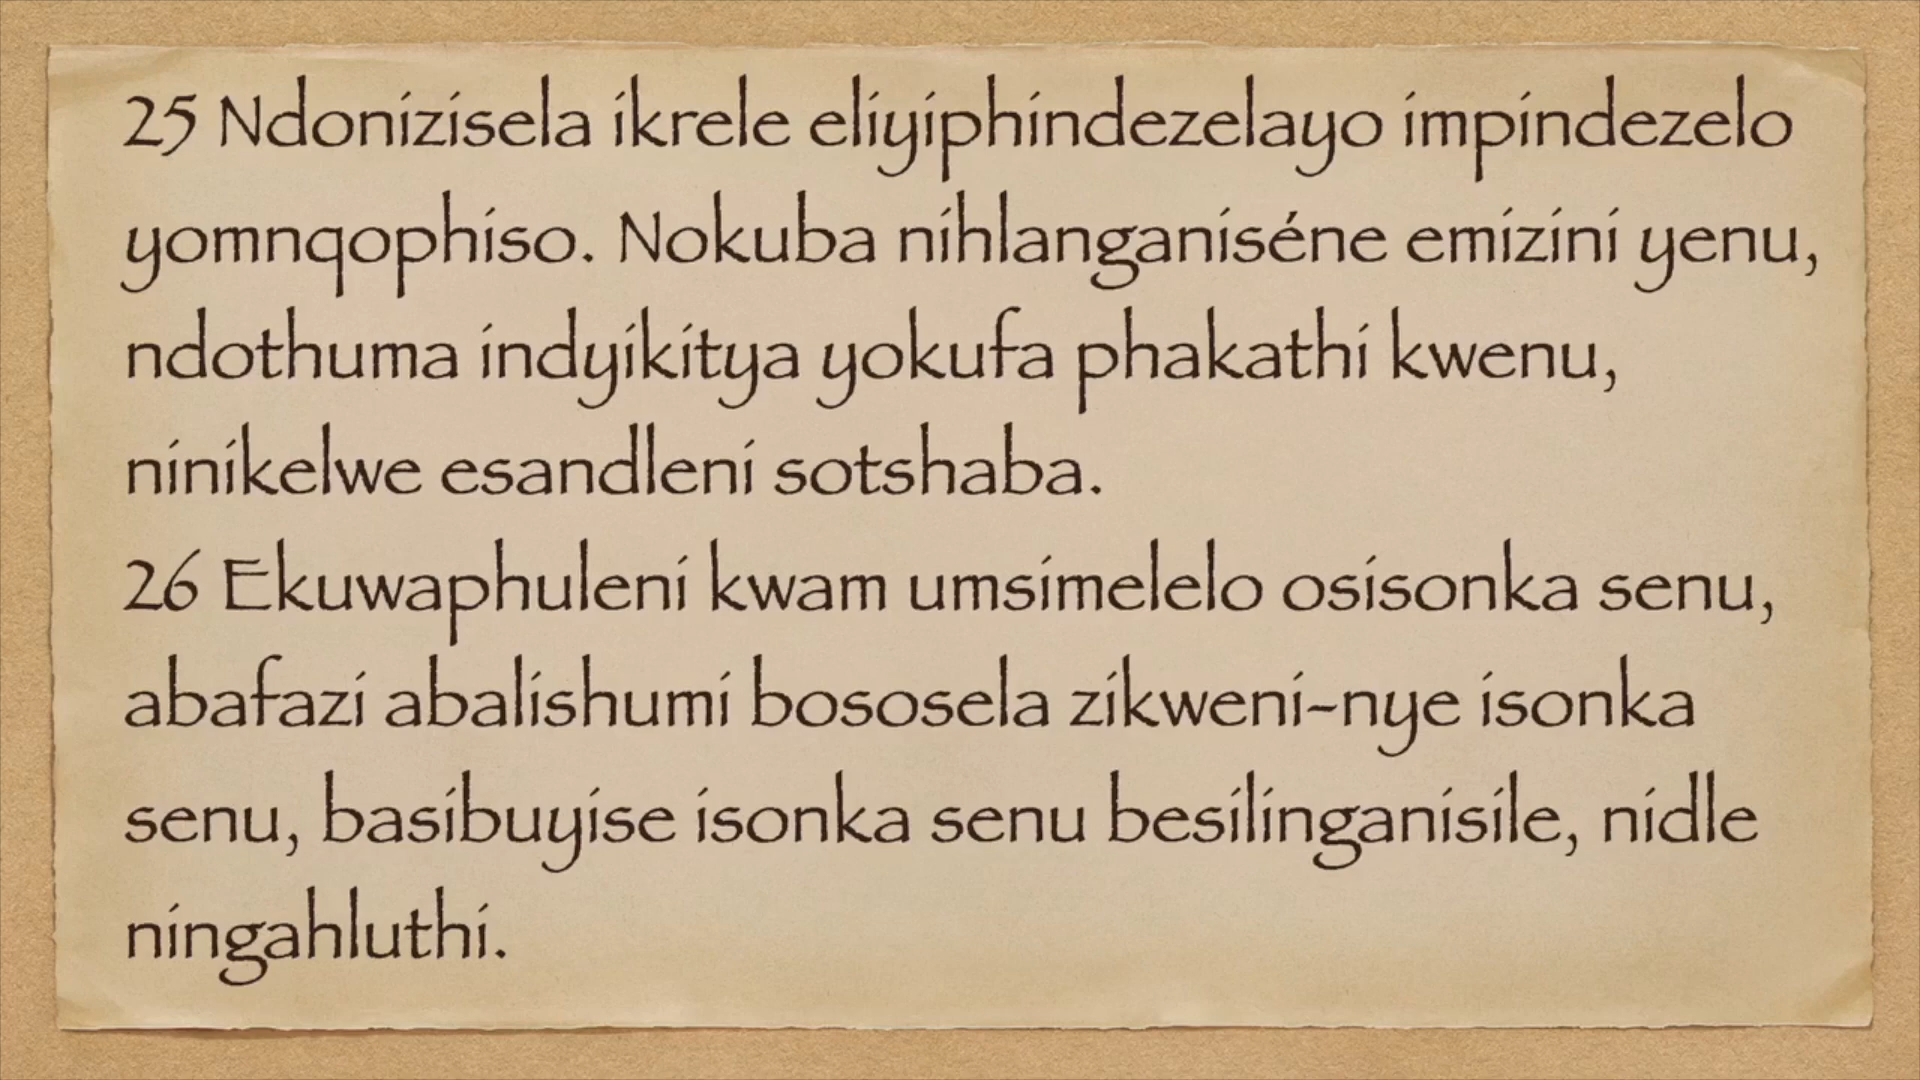 25 Ndonizisela ikrele eliyiphindezelayo impindezelo
yomnqophiso. Nokuba nihlanganiséne emizini yenu,
ndothuma indyikitya yokufa phakathi kwenu,
ninikelwe esandleni sotshaba.
26 Ekuwaphuleni kwam umsimelelo osisonka senu,
abafazi abalishumi bososela zikweni-nye isonka
senu, basibuyise isonka senu besilinganisile, nidle
ningahluthi.